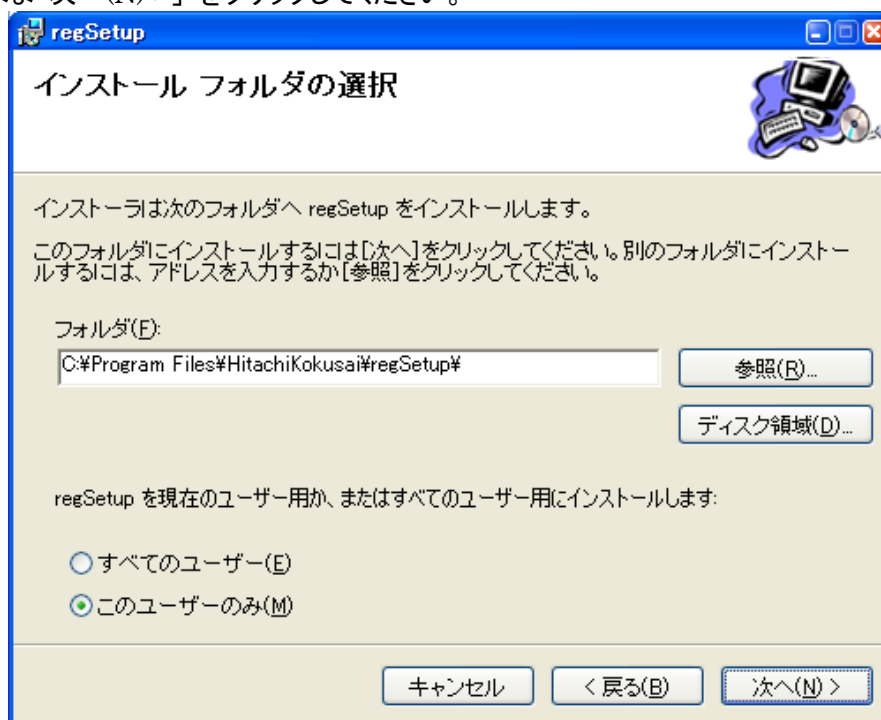 (N)＞」をクリックしてください。
regSetup
インストール フォルダの選択
インストーラは次のフォルダへ regSetup をインストールします。
このフォルダにインストールするには[次へ]をクリックしてください。別のフォルダにインストー
ルするには、アドレスを入力するか[参照]をクリックしてください。
フォルダ(F):
C:¥Program Files¥HitachiKokusai¥regSetup¥
参照(R)...
ディスク領域(D)...
regSetup を現在のユーザー用か、またはすべてのユーザー用にインストールします:
すべてのユーザー(E)
このユーザーのみ(M)
キャンセル
< 戻る(B)
次へ(N) >